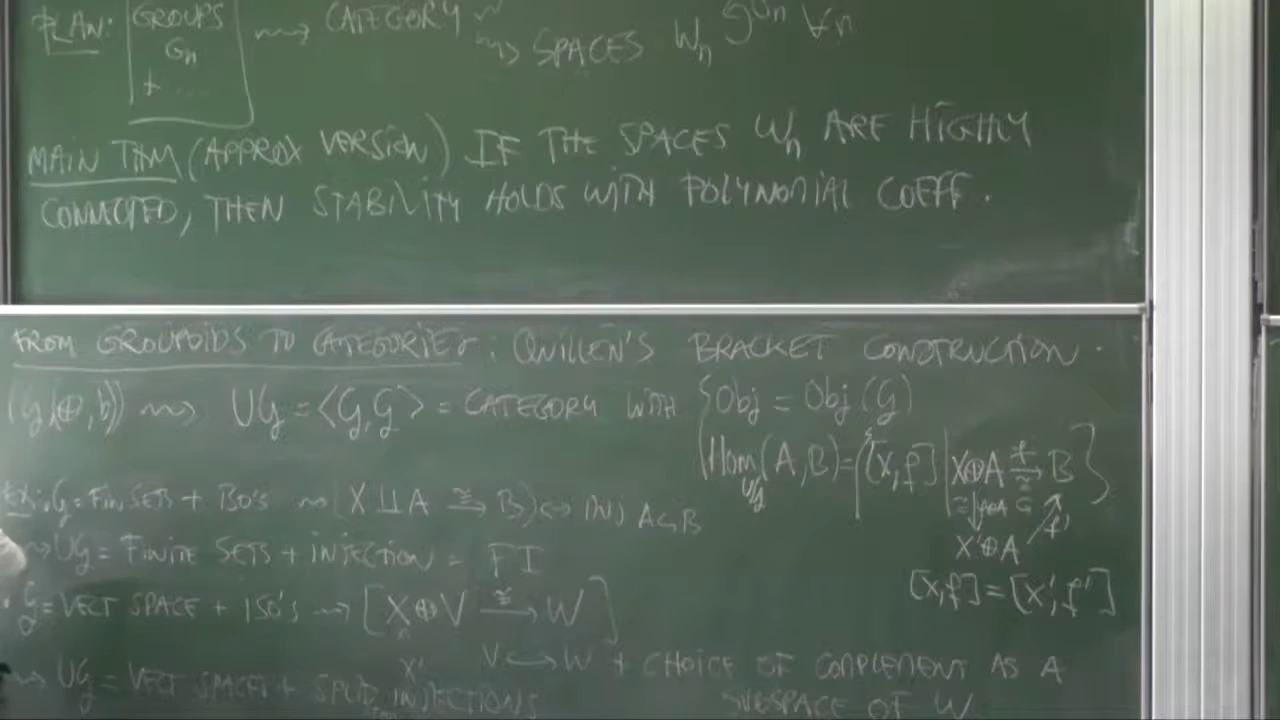 PLAN: GROUPS Gn + ... ⇝ CATEGORY ⇝ SPACES Wn ↺Gn ∀n
MAIN THM (APPROX VERSION) IF THE SPACES Wn ARE HIGHLY
CONNECTED, THEN STABILITY HOLDS WITH POLYNOMIAL COEFF.
FROM GROUPOIDS TO CATEGORIES: QUILLEN'S BRACKET CONSTRUCTION.
(G,⊕,b) ⇝ UG = <G,G> = CATEGORY WITH { Obj = Obj(G)
Hom_UG(A,B) = { [X,f] | X⊕A f→ ≅ B }
≅↓ φ⊕A ↗f'
X'⊕A
[X,f] = [X',f']
Ex: G = FIN SETS + ISO'S ⇝ (X ⊔ A ≅→ B) ↔ INJ A↪B
⇝ UG = FINITE SETS + INJECTION = FI
• G = VECT SPACE + ISO'S ⇝ [X⊕V ≅→ W]
X'
V ↪ W + CHOICE OF COMPLEMENT AS A
SUBSPACE OF W
⇝ UG = VECT SPACES + SPLIT INJECTIONS